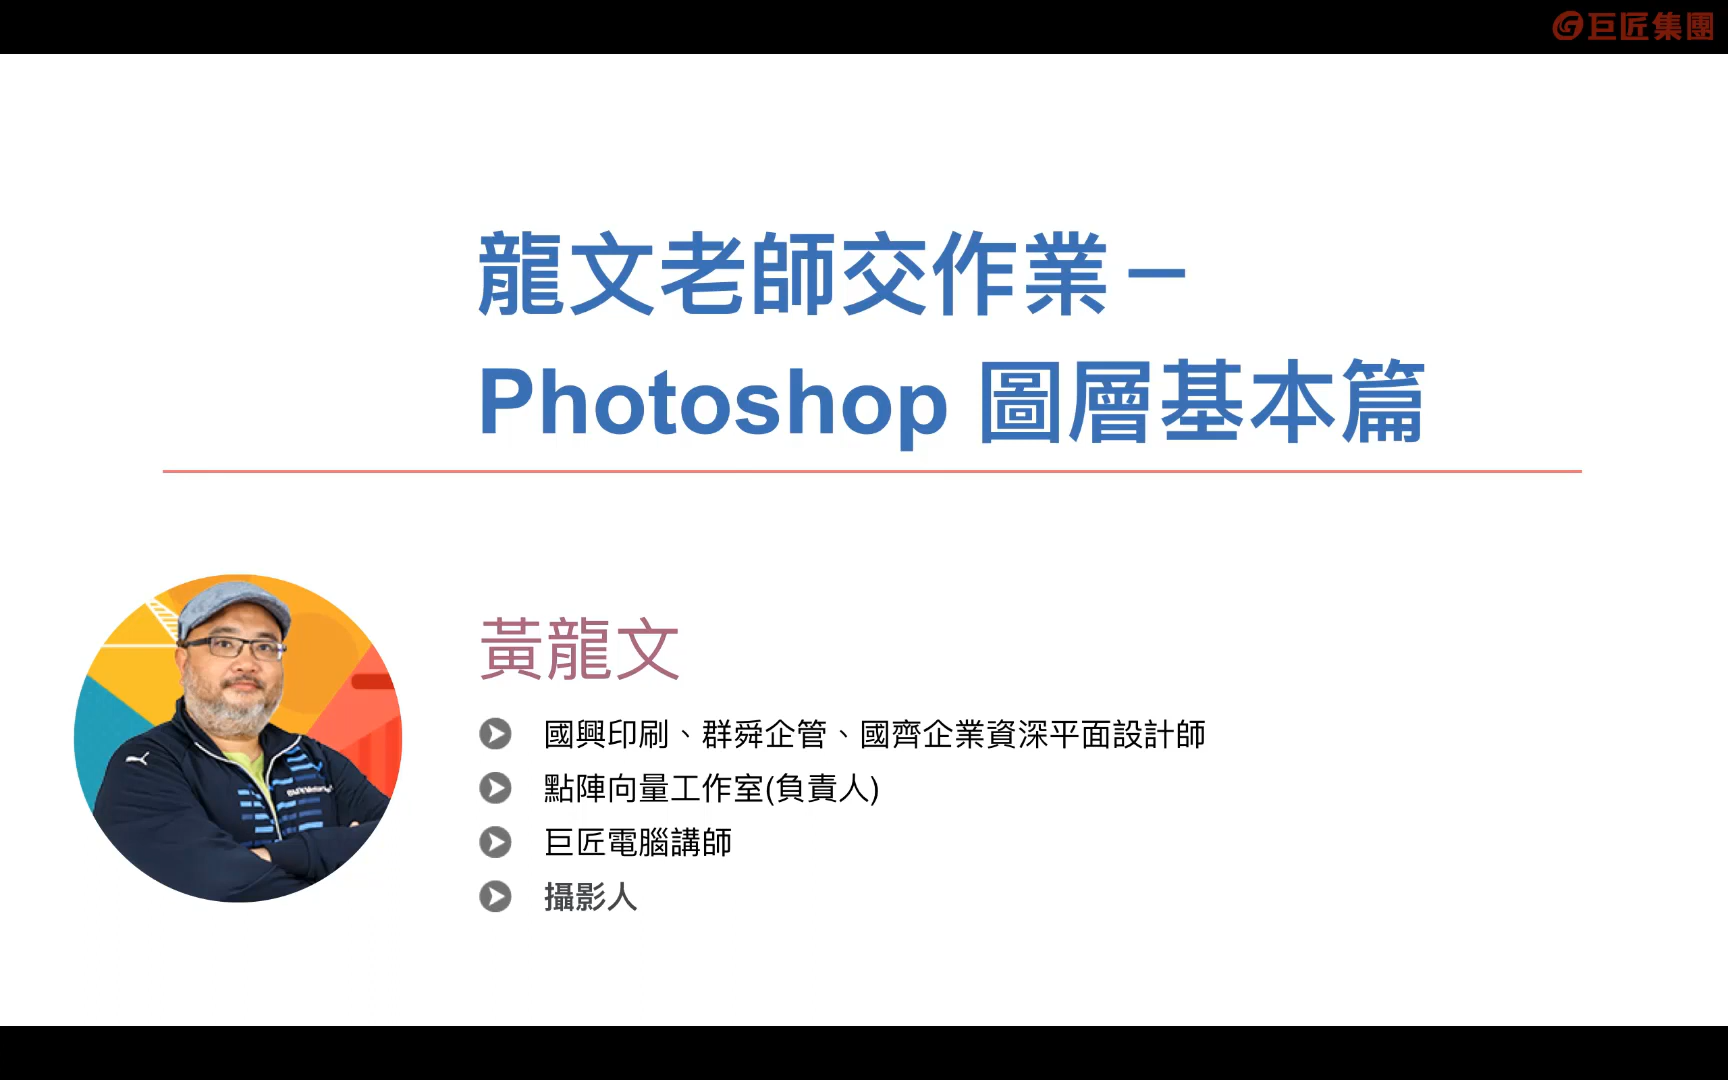 巨匠集團
龍文老師交作業－
Photoshop 圖層基本篇
黃龍文
國興印刷、群舜企管、國齊企業資深平面設計師
點陣向量工作室(負責人)
巨匠電腦講師
攝影人